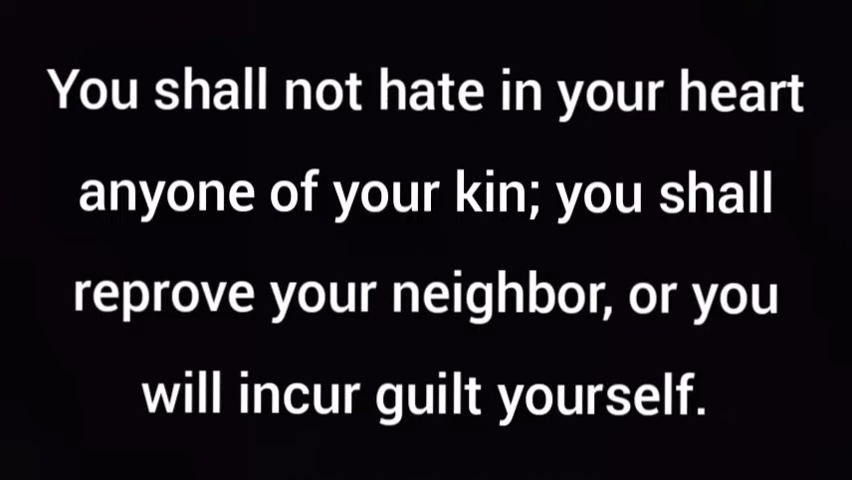 You shall not hate in your heart
anyone of your kin; you shall
reprove your neighbor, or you
will incur guilt yourself.